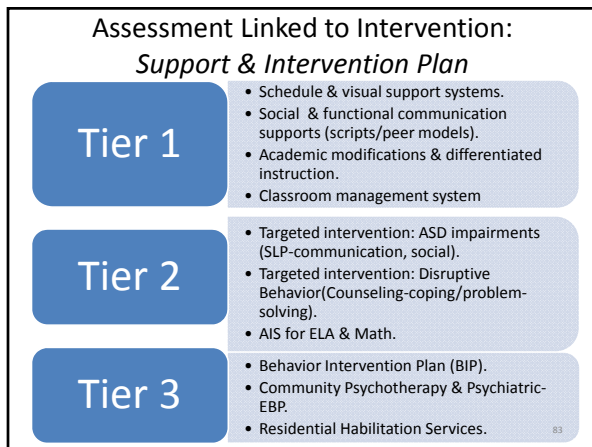 Assessment Linked to Intervention:
Support & Intervention Plan
Tier 1
• Schedule & visual support systems.
• Social & functional communication
supports (scripts/peer models).
• Academic modifications & differentiated
instruction.
• Classroom management system
Tier 2
• Targeted intervention: ASD impairments
(SLP-communication, social).
• Targeted intervention: Disruptive
Behavior(Counseling-coping/problem-
solving).
• AIS for ELA & Math.
Tier 3
• Behavior Intervention Plan (BIP).
• Community Psychotherapy & Psychiatric-
EBP.
• Residential Habilitation Services.
83